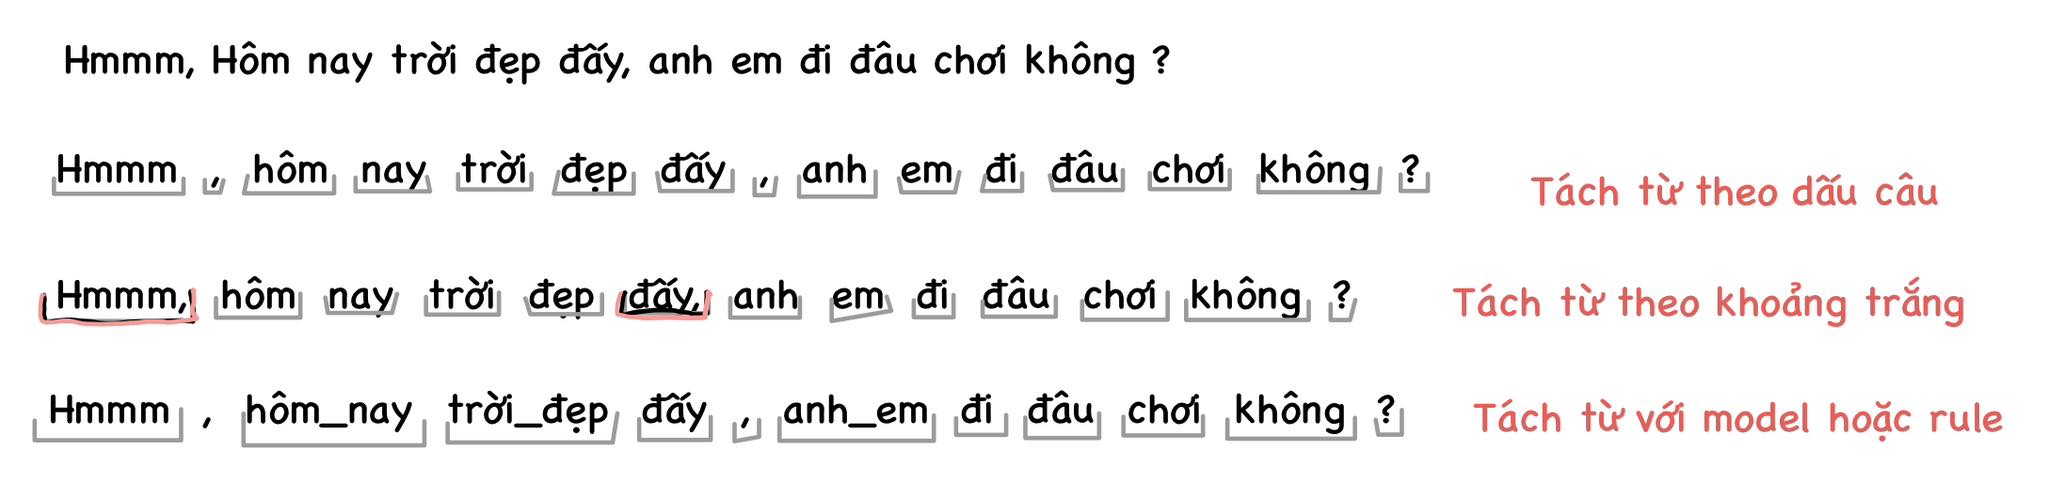 Hmmm, Hôm nay trời đẹp đấy, anh em đi đâu chơi không ?
Hmmm , hôm nay trời đẹp đấy , anh em đi đâu chơi không ? Tách từ theo dấu câu
Hmmm, hôm nay trời đẹp đấy, anh em đi đâu chơi không ? Tách từ theo khoảng trắng
Hmmm , hôm_nay trời_đẹp đấy , anh_em đi đâu chơi không ? Tách từ với model hoặc rule